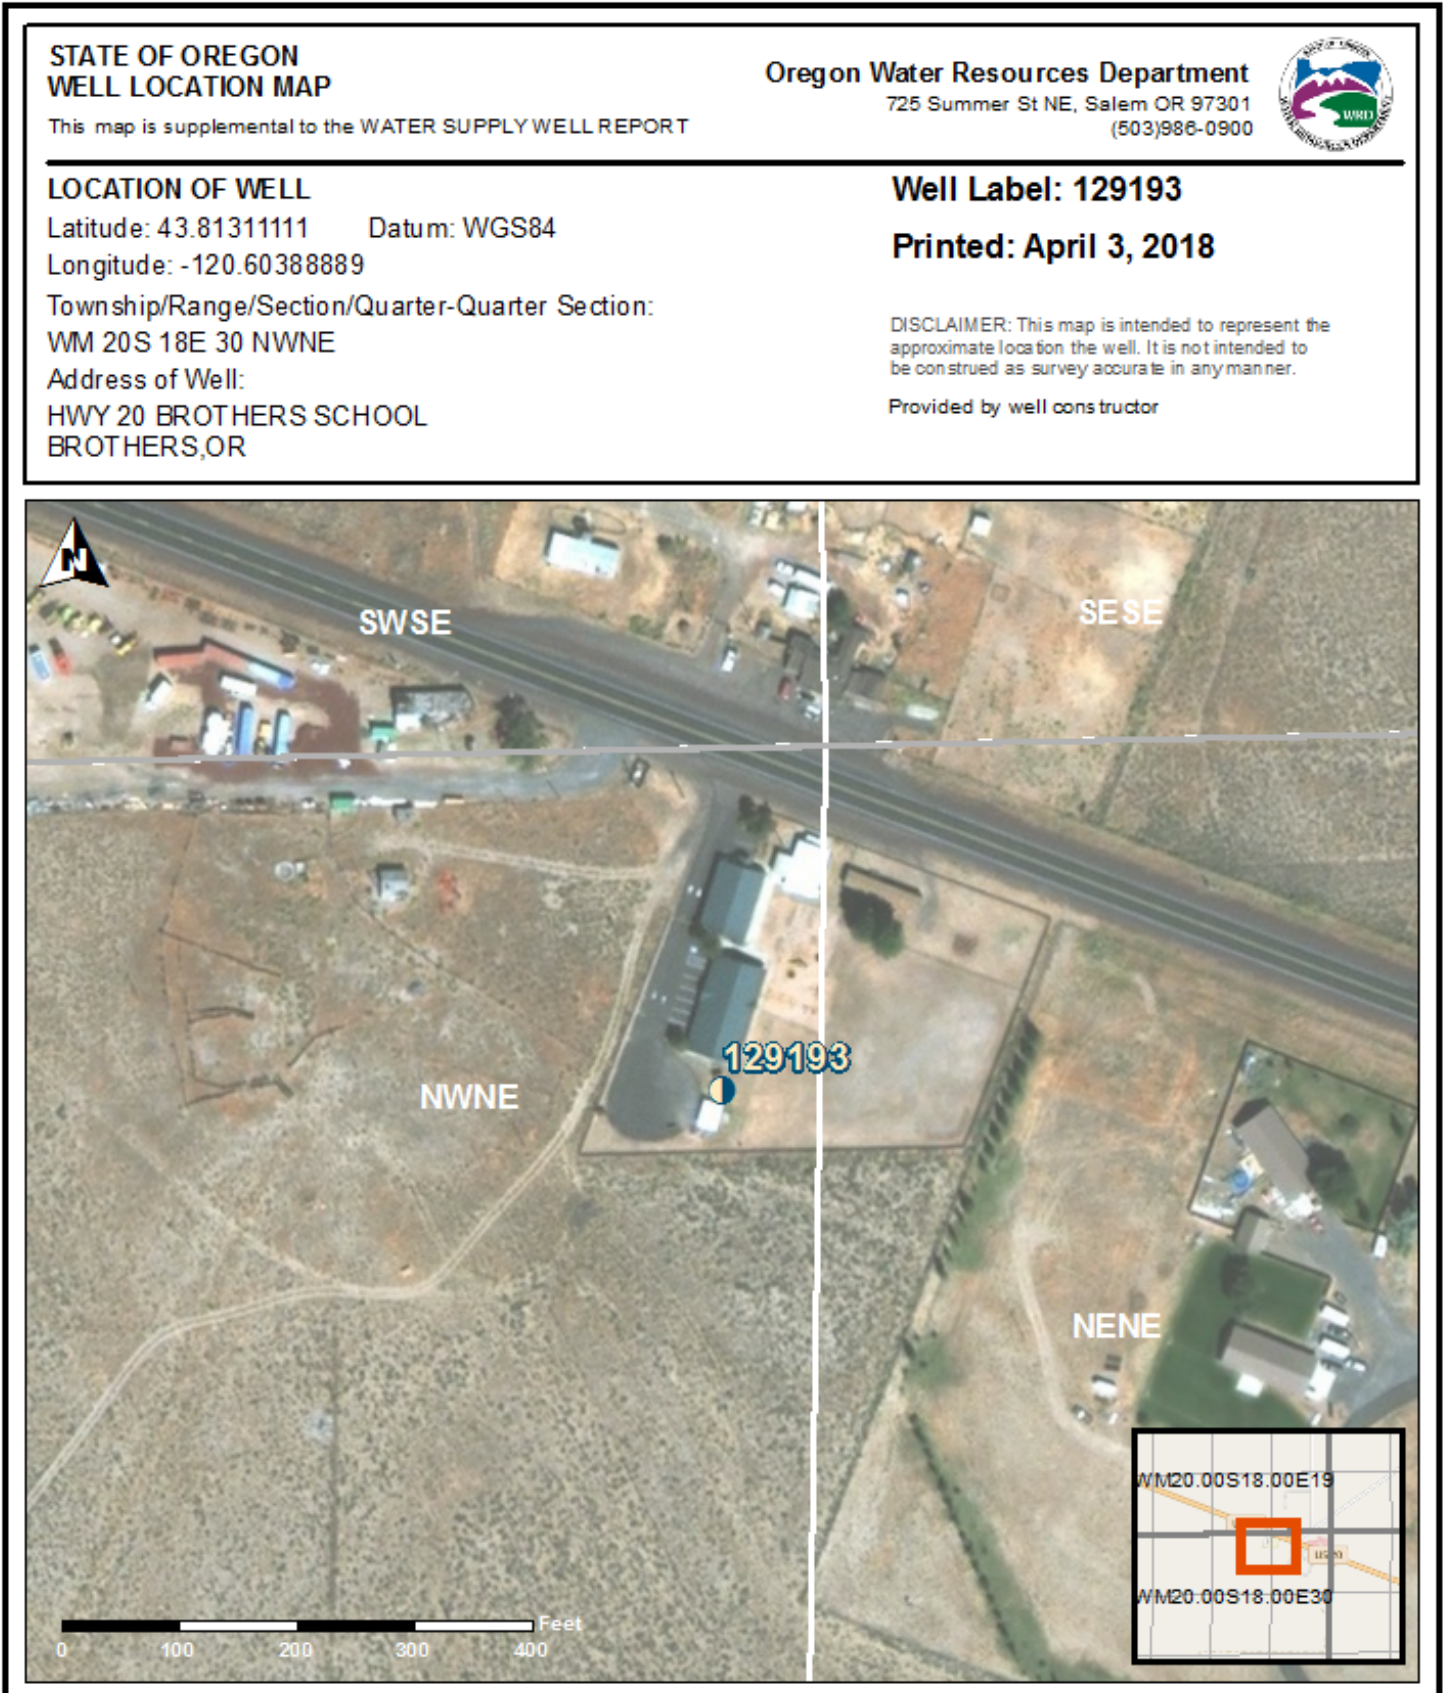 STATE OF OREGON
WELL LOCATION MAP
This map is supplemental to the WATER SUPPLY WELL REPORT
Oregon Water Resources Department
725 Summer St NE, Salem OR 97301
(503)986-0900
WRD
LOCATION OF WELL
Latitude: 43.81311111 Datum: WGS84
Longitude: -120.60388889
Township/Range/Section/Quarter-Quarter Section:
WM 20S 18E 30 NWNE
Address of Well:
HWY 20 BROTHERS SCHOOL
BROTHERS,OR
Well Label: 129193
Printed: April 3, 2018
DISCLAIMER: This map is intended to represent the
approximate location the well. It is not intended to
be construed as survey accurate in any manner.
Provided by well constructor
N
SWSE
SESE
129193
NWNE
NENE
WM20.00S18.00E19
WM20.00S18.00E30
Feet
0 100 200 300 400